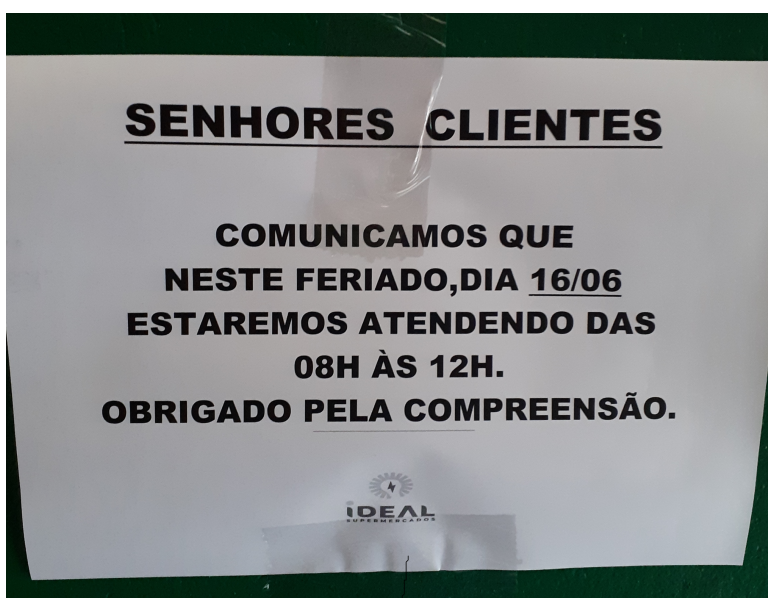 SENHORES CLIENTES
COMUNICAMOS QUE
NESTE FERIADO,DIA 16/06
ESTAREMOS ATENDENDO DAS
08H ÀS 12H.
OBRIGADO PELA COMPREENSÃO.
iDEAL
SUPERMERCADOS